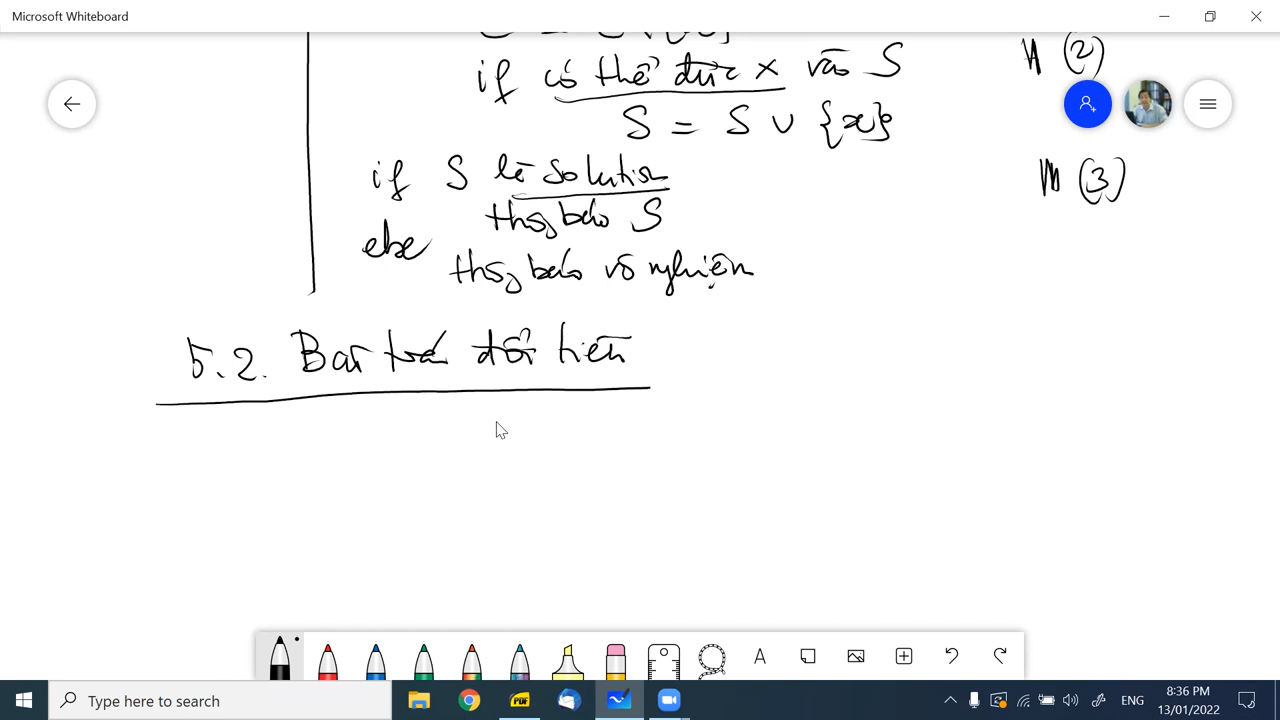 Microsoft Whiteboard
if có thể đưa x vào S
S = S ∪ {x}
if S là solution
thông báo S
else
thông báo vô nghiệm
(2)
(3)
5.2. Bài toán đổi tiền
A
Type here to search
PDF
ENG
8:36 PM
13/01/2022